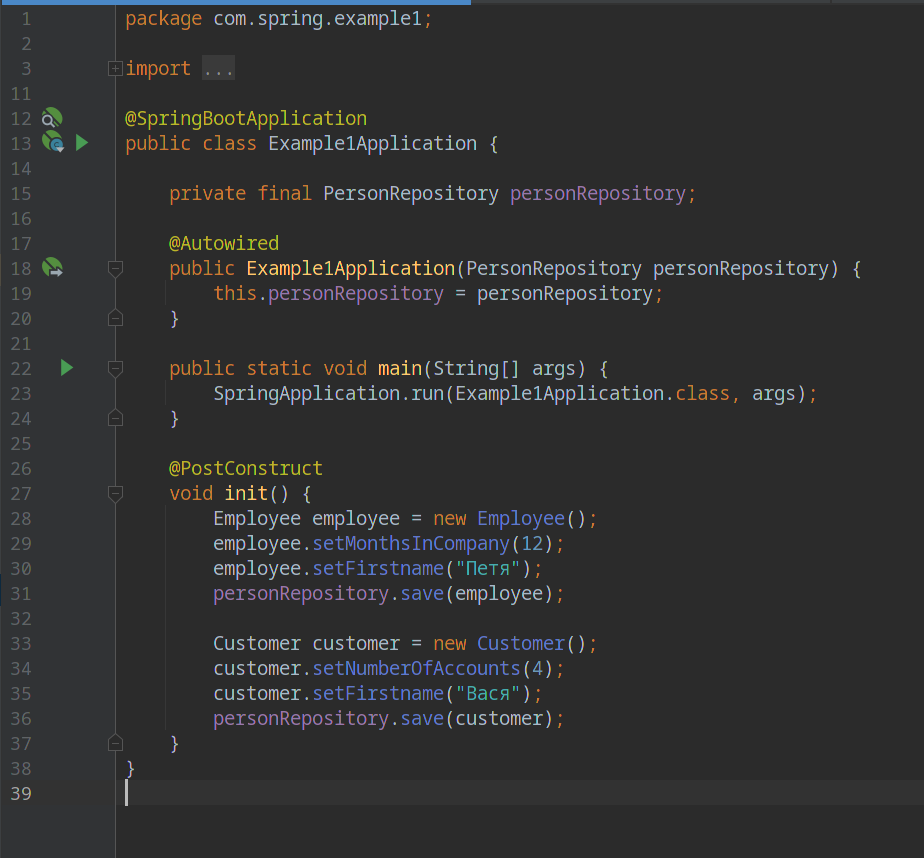 1 package com.spring.example1;
2
3 import ...
11
12 @SpringBootApplication
13 public class Example1Application {
14
15 private final PersonRepository personRepository;
16
17 @Autowired
18 public Example1Application(PersonRepository personRepository) {
19 this.personRepository = personRepository;
20 }
21
22 public static void main(String[] args) {
23 SpringApplication.run(Example1Application.class, args);
24 }
25
26 @PostConstruct
27 void init() {
28 Employee employee = new Employee();
29 employee.setMonthsInCompany(12);
30 employee.setFirstname("Петя");
31 personRepository.save(employee);
32
33 Customer customer = new Customer();
34 customer.setNumberOfAccounts(4);
35 customer.setFirstname("Вася");
36 personRepository.save(customer);
37 }
38 }
39